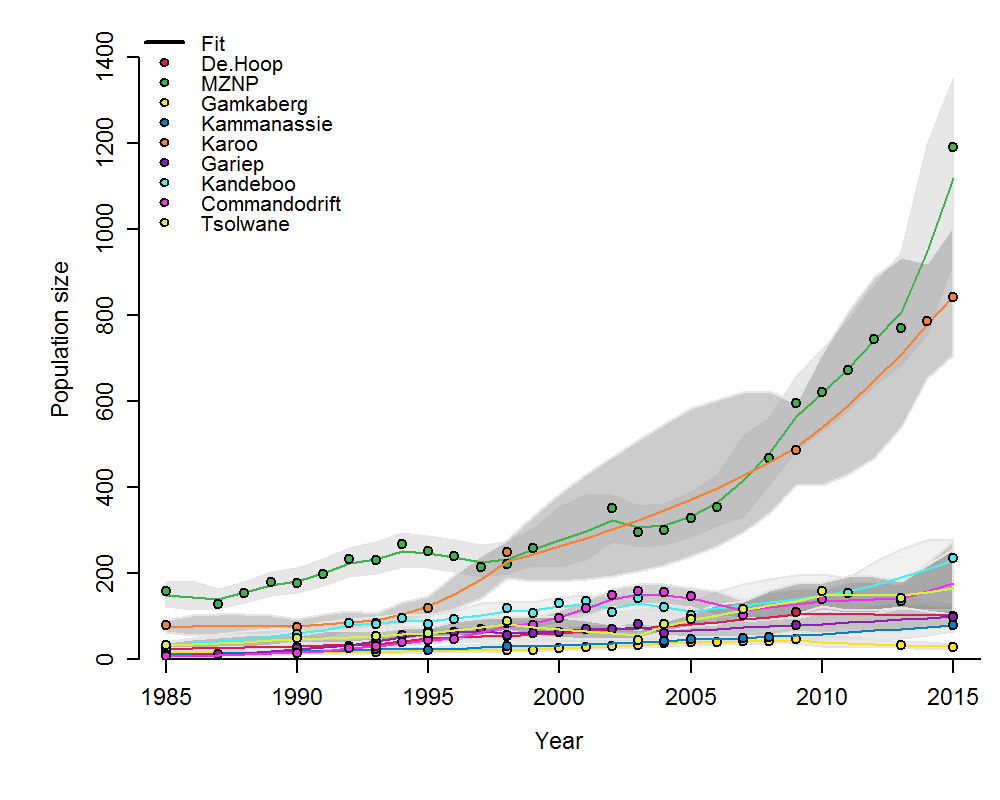 Fit
De.Hoop
MZNP
Gamkaberg
Kammanassie
Karoo
Gariep
Kandeboo
Commandodrift
Tsolwane
Population size
1400
1200
1000
800
600
400
200
0
1985 1990 1995 2000 2005 2010 2015
Year